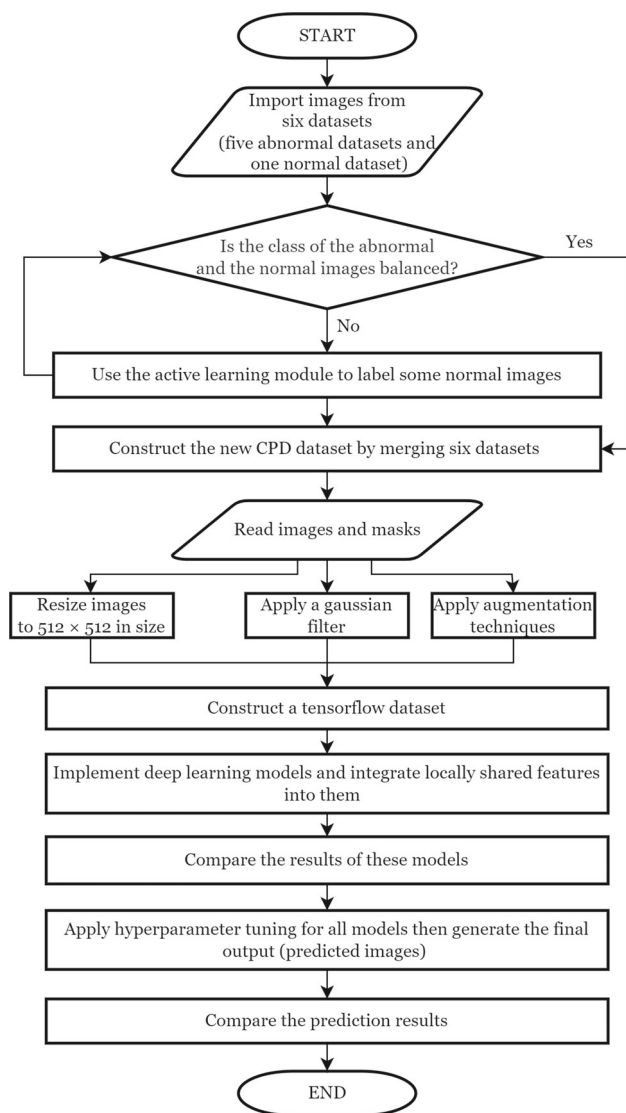 START
Import images from
six datasets
(five abnormal datasets and
one normal dataset)
Is the class of the abnormal
and the normal images balanced?
Yes
No
Use the active learning module to label some normal images
Construct the new CPD dataset by merging six datasets
Read images and masks
Resize images
to 512 × 512 in size
Apply a gaussian
filter
Apply augmentation
techniques
Construct a tensorflow dataset
Implement deep learning models and integrate locally shared features
into them
Compare the results of these models
Apply hyperparameter tuning for all models then generate the final
output (predicted images)
Compare the prediction results
END